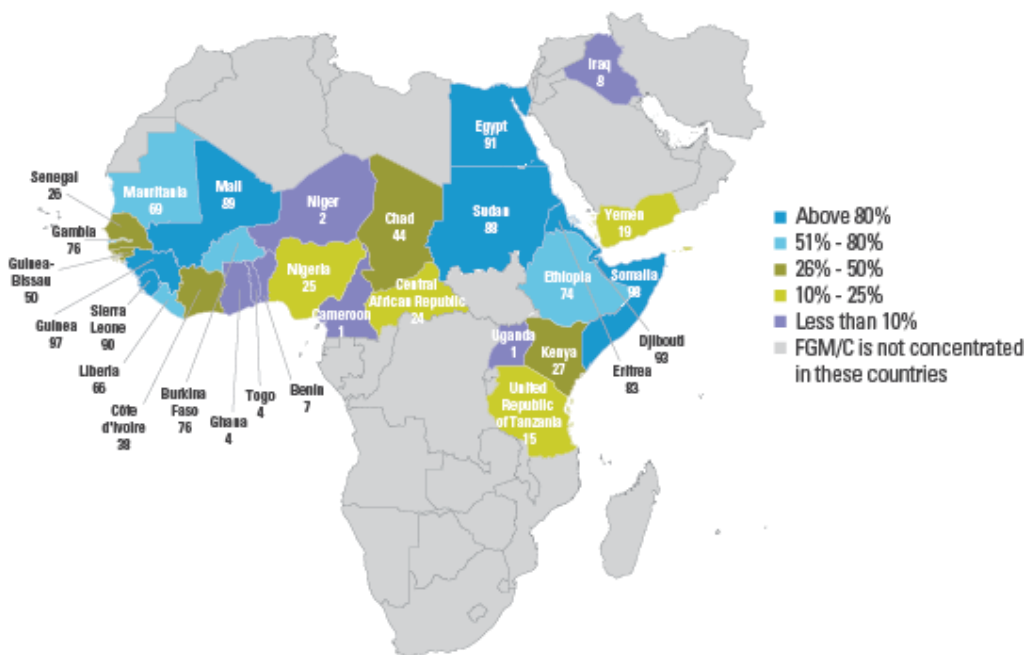 Iraq
8
Egypt
91
Senegal
26
Mauritania
69
Mali
89
Niger
2
Chad
44
Sudan
88
Yemen
19
Gambia
76
Guinea-
Bissau
50
Guinea
97
Sierra
Leone
90
Liberia
66
Côte
d'Ivoire
38
Burkina
Faso
76
Ghana
4
Togo
4
Benin
7
Nigeria
25
Cameroon
1
Central
African Republic
24
Ethiopia
74
Somalia
98
Djibouti
93
Eritrea
83
Uganda
1
Kenya
27
United
Republic
of Tanzania
15
Above 80%
51% - 80%
26% - 50%
10% - 25%
Less than 10%
FGM/C is not concentrated
in these countries